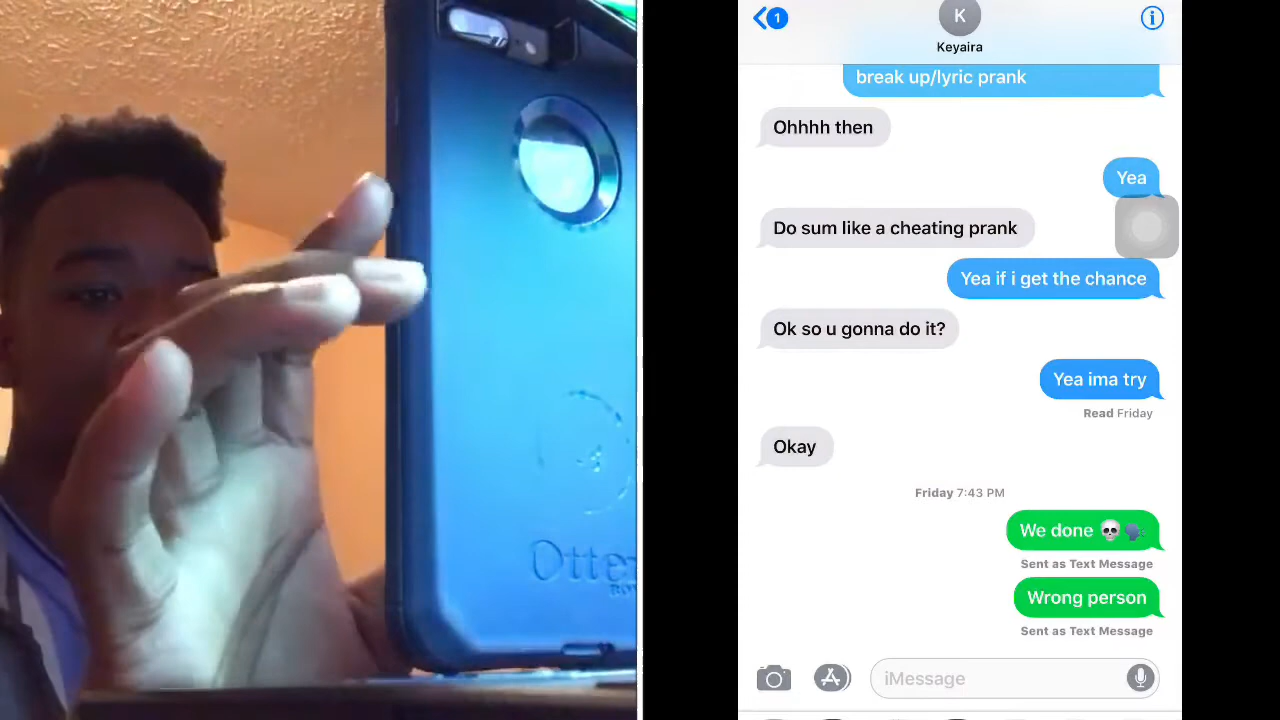 1
K
Keyaira
break up/lyric prank
Ohhhh then
Yea
Do sum like a cheating prank
Yea if i get the chance
Ok so u gonna do it?
Yea ima try
Read Friday
Okay
Friday 7:43 PM
We done 💀🗣
Sent as Text Message
Wrong person
Sent as Text Message
iMessage
Otte